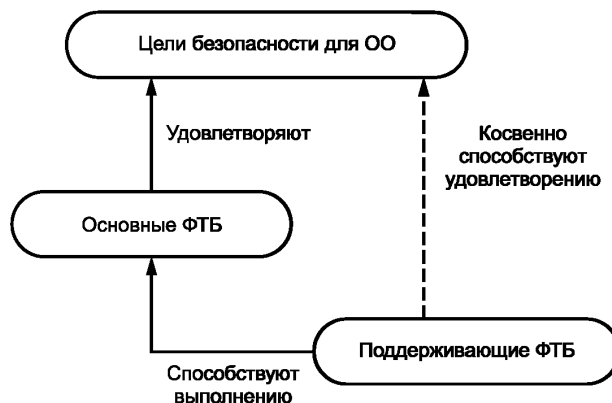 Цели безопасности для ОО
Удовлетворяют
Косвенно
способствуют
удовлетворению
Основные ФТБ
Поддерживающие ФТБ
Способствуют
выполнению